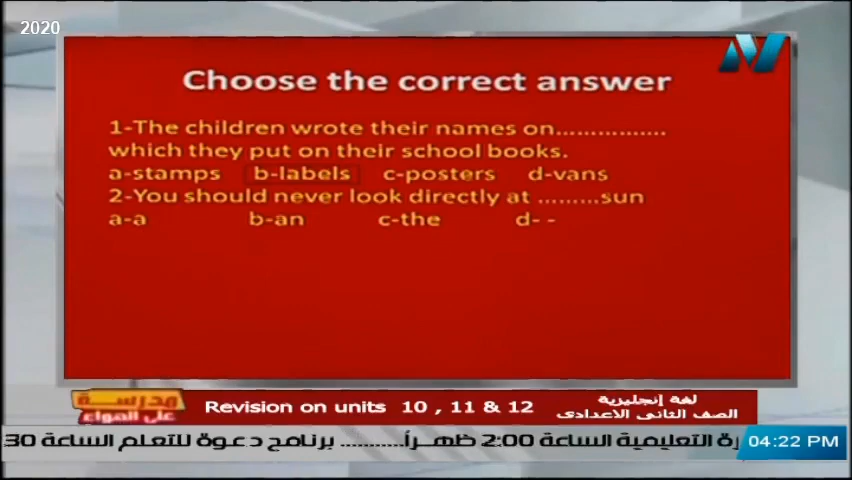 2020
Choose the correct answer
1-The children wrote their names on................
which they put on their school books.
a-stamps b-labels c-posters d-vans
2-You should never look directly at .........sun
a-a b-an c-the d- -
مدرسة
على الهواء
Revision on units 10 , 11 & 12
لغة إنجليزية
الصف الثانى الاعدادى
رة التعليمية الساعة 2:00 ظهــراً............ برنامج دعوة للتعلم الساعة 30:
04:22 PM